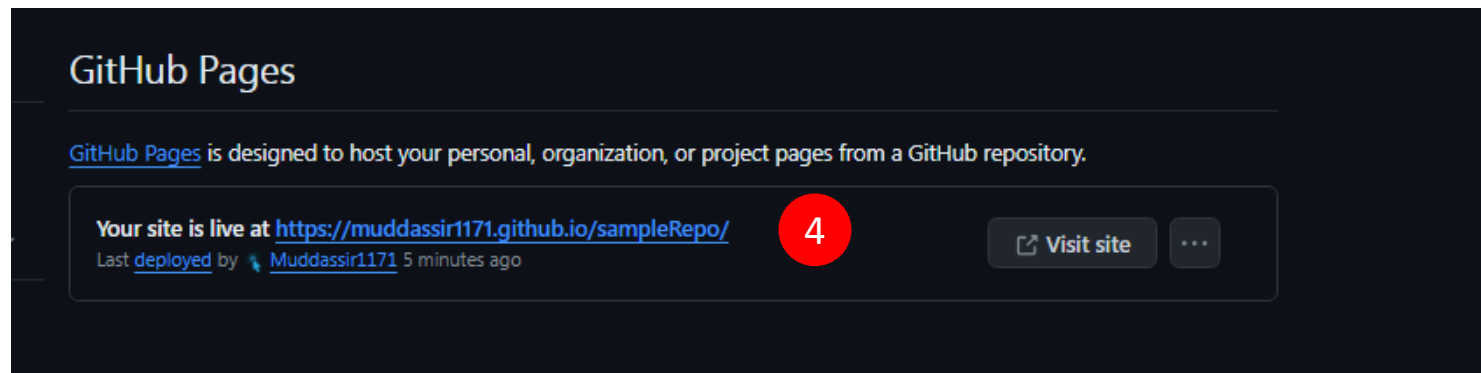 GitHub Pages
GitHub Pages is designed to host your personal, organization, or project pages from a GitHub repository.
Your site is live at https://muddassir1171.github.io/sampleRepo/
4
Visit site
Last deployed by Muddassir1171 5 minutes ago